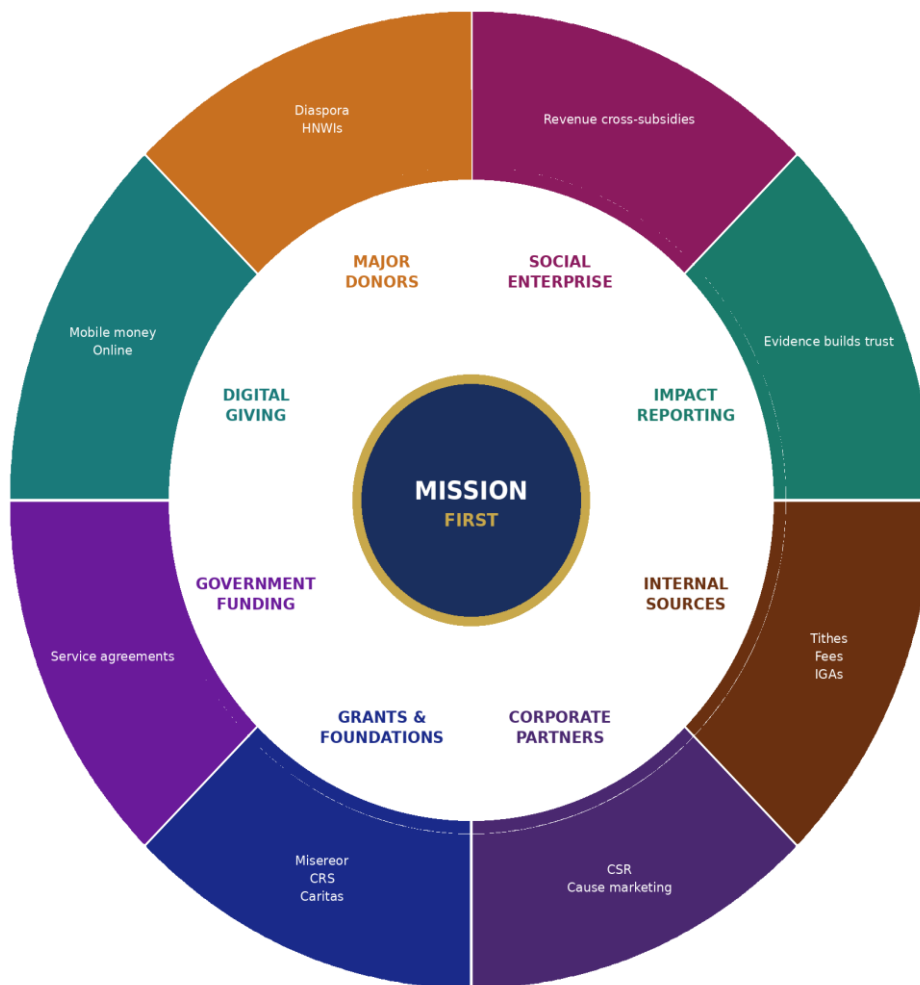 Diaspora
HNWIs
Revenue cross-subsidies
MAJOR
DONORS
SOCIAL
ENTERPRISE
Mobile money
Online
Evidence builds trust
DIGITAL
GIVING
IMPACT
REPORTING
MISSION
FIRST
GOVERNMENT
FUNDING
INTERNAL
SOURCES
Service agreements
Tithes
Fees
IGAs
GRANTS &
FOUNDATIONS
CORPORATE
PARTNERS
Misereor
CRS
Caritas
CSR
Cause marketing